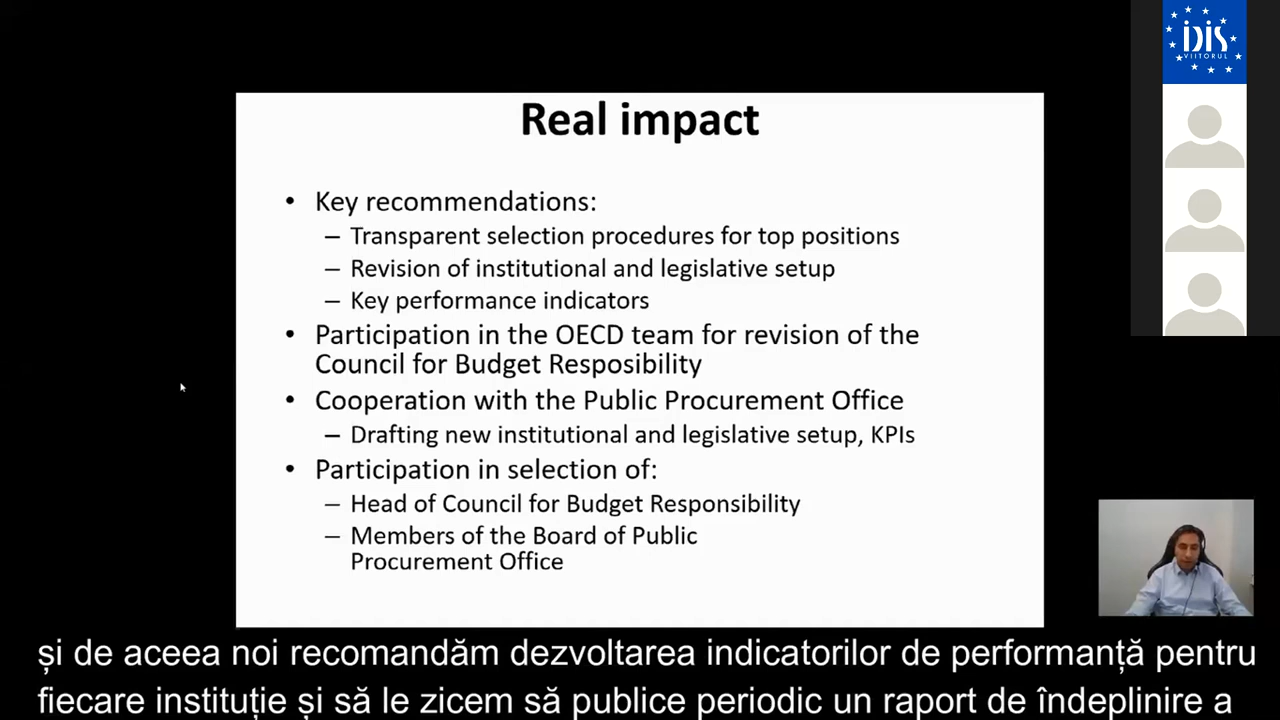 Real impact
• Key recommendations:
– Transparent selection procedures for top positions
– Revision of institutional and legislative setup
– Key performance indicators
• Participation in the OECD team for revision of the
Council for Budget Resposibility
• Cooperation with the Public Procurement Office
– Drafting new institutional and legislative setup, KPIs
• Participation in selection of:
– Head of Council for Budget Responsibility
– Members of the Board of Public
Procurement Office
IDIS
VIITORUL
și de aceea noi recomandăm dezvoltarea indicatorilor de performanță pentru
fiecare instituție și să le zicem să publice periodic un raport de îndeplinire a